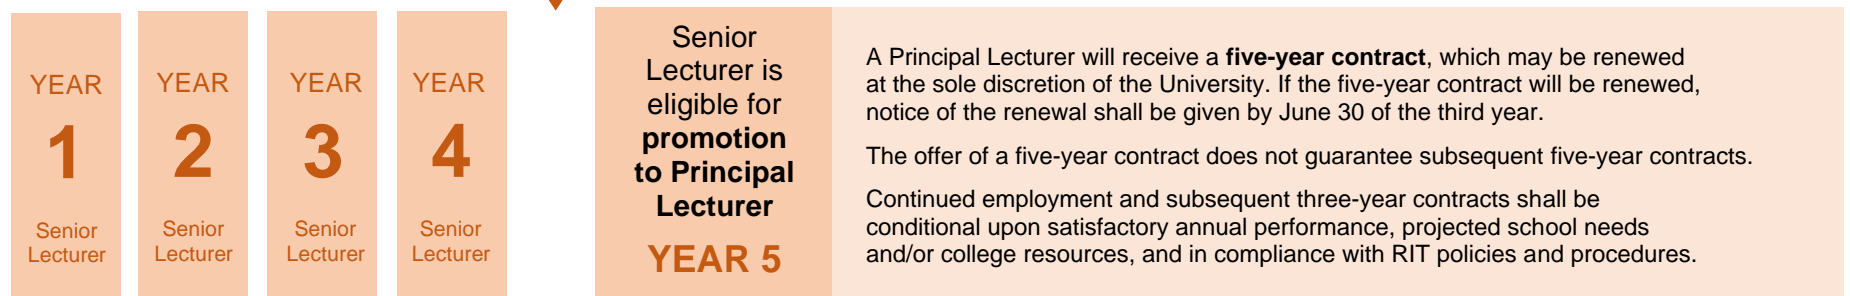 YEAR
1
Senior
Lecturer
YEAR
2
Senior
Lecturer
YEAR
3
Senior
Lecturer
YEAR
4
Senior
Lecturer
Senior
Lecturer is
eligible for
promotion
to Principal
Lecturer
YEAR 5
A Principal Lecturer will receive a five-year contract, which may be renewed
at the sole discretion of the University. If the five-year contract will be renewed,
notice of the renewal shall be given by June 30 of the third year.
The offer of a five-year contract does not guarantee subsequent five-year contracts.
Continued employment and subsequent three-year contracts shall be
conditional upon satisfactory annual performance, projected school needs
and/or college resources, and in compliance with RIT policies and procedures.